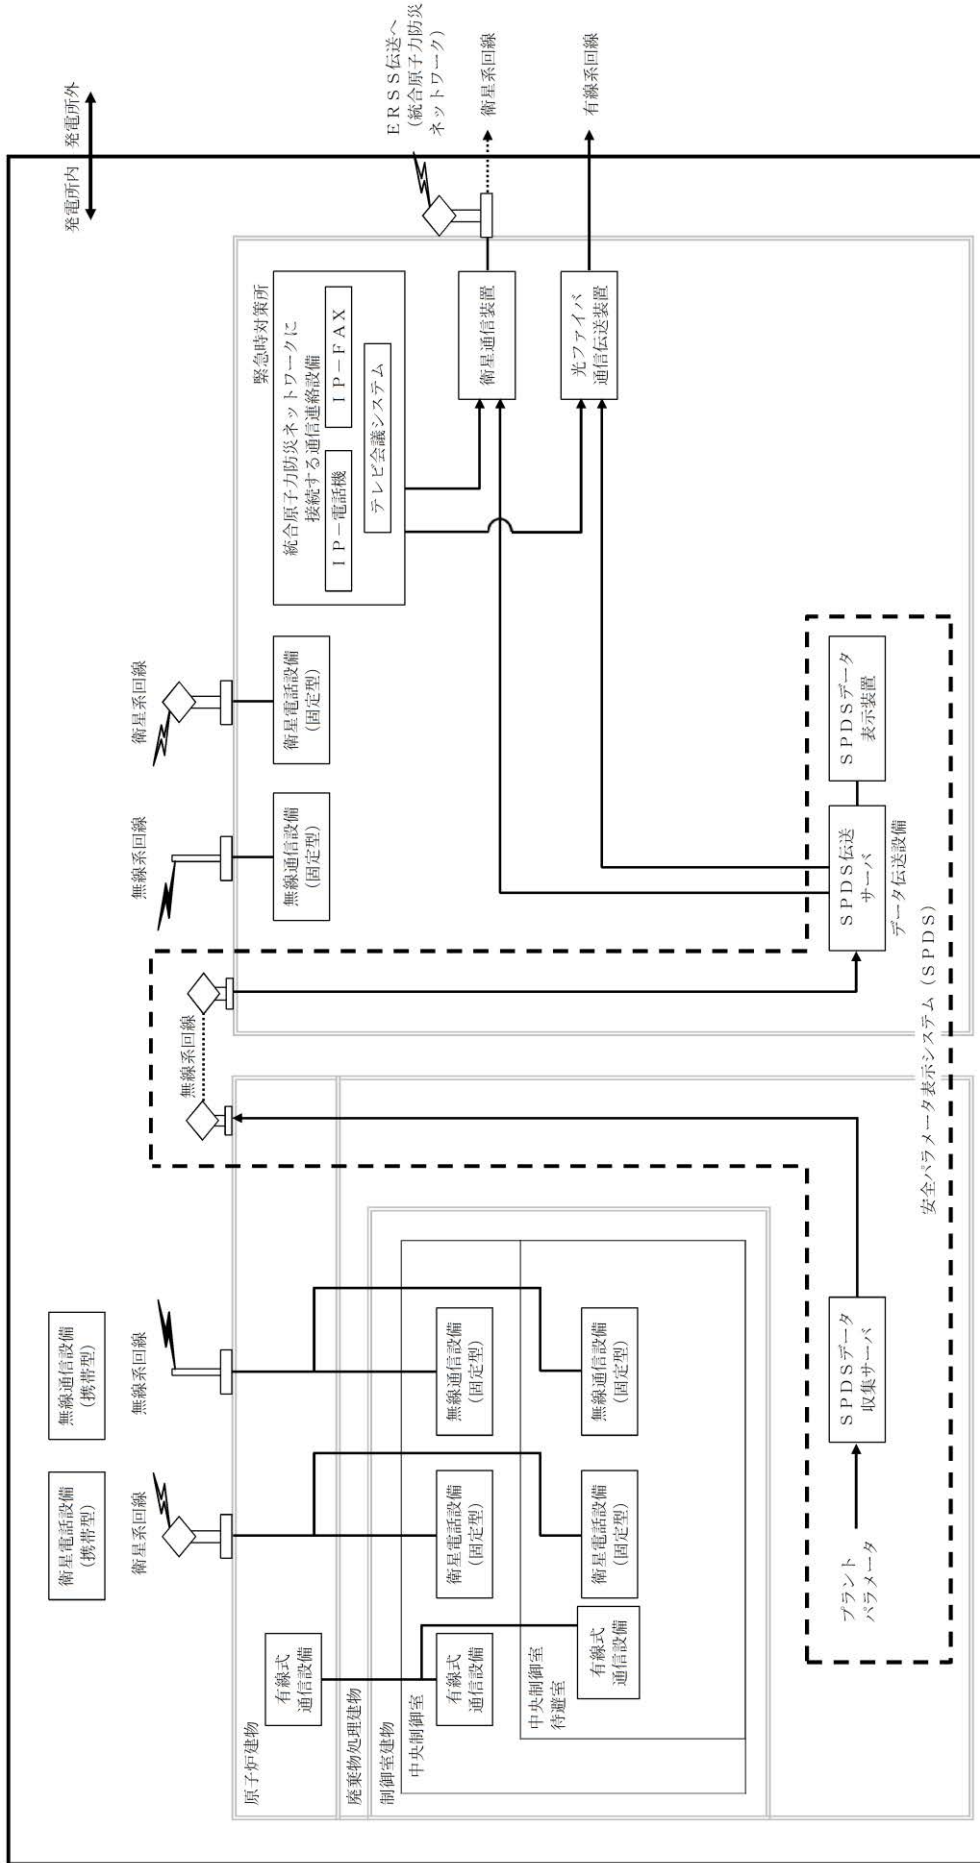 発電所内
発電所外
ＥＲＳＳ伝送へ
（統合原子力防災
ネットワーク）
衛星系回線
有線系回線
緊急時対策所
統合原子力防災ネットワークに
接続する通信連絡設備
ＩＰ－電話機
ＩＰ－ＦＡＸ
テレビ会議システム
衛星通信装置
光ファイバ
通信伝送装置
衛星系回線
衛星電話設備
（固定型）
無線系回線
無線通信設備
（固定型）
ＳＰＤＳデータ
表示装置
ＳＰＤＳ伝送
サーバ
データ伝送設備
無線系回線
安全パラメータ表示システム（ＳＰＤＳ）
無線通信設備
（携帯型）
無線系回線
衛星電話設備
（携帯型）
衛星系回線
無線通信設備
（固定型）
無線通信設備
（固定型）
衛星電話設備
（固定型）
衛星電話設備
（固定型）
有線式
通信設備
有線式
通信設備
有線式
通信設備
原子炉建物
廃棄物処理建物
制御室建物
中央制御室
中央制御室
待避室
ＳＰＤＳデータ
収集サーバ
プラント
パラメータ